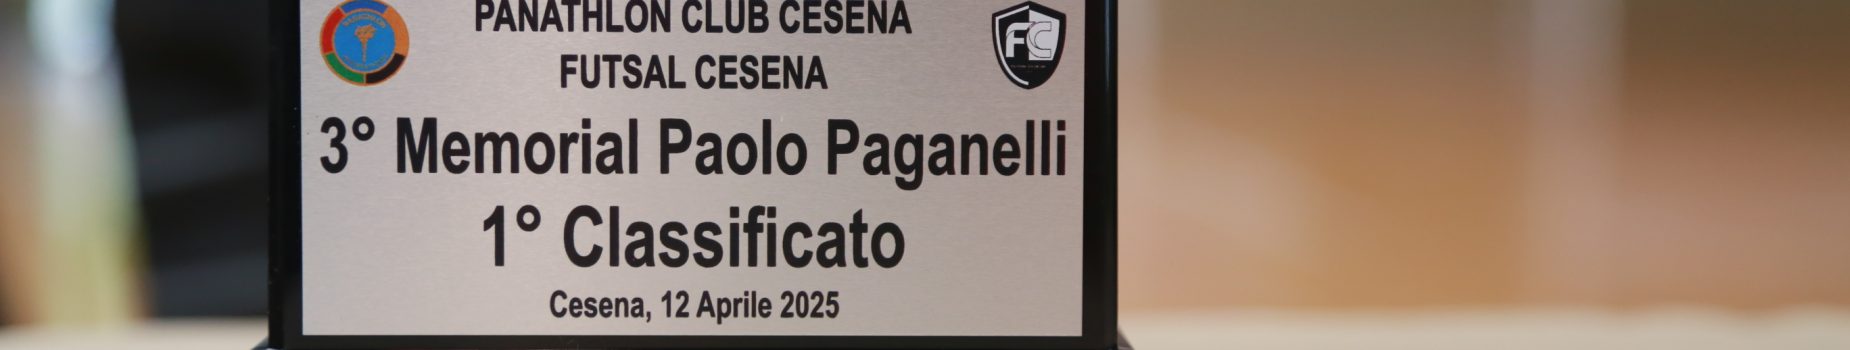 PANATHLON CLUB CESENA
FUTSAL CESENA
FC
3° Memorial Paolo Paganelli
1° Classificato
Cesena, 12 Aprile 2025